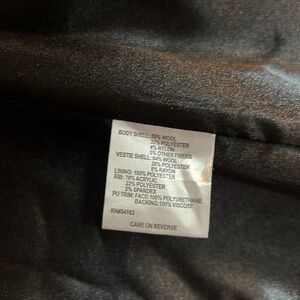 BODY SHELL: 59% WOOL
32% POLYESTER
4% NYLON
5% OTHER FIBERS
VESTIE SHELL: 64% WOOL
28% POLYESTER
8% RAYON
LINING: 100% POLYESTER
RIB: 76% ACRYLIC
22% POLYESTER
2% SPANDEX
PU TRIM: FACE: 100% POLYURETHANE
BACKING: 100% VISCOSE
RN#54163
CARE ON REVERSE